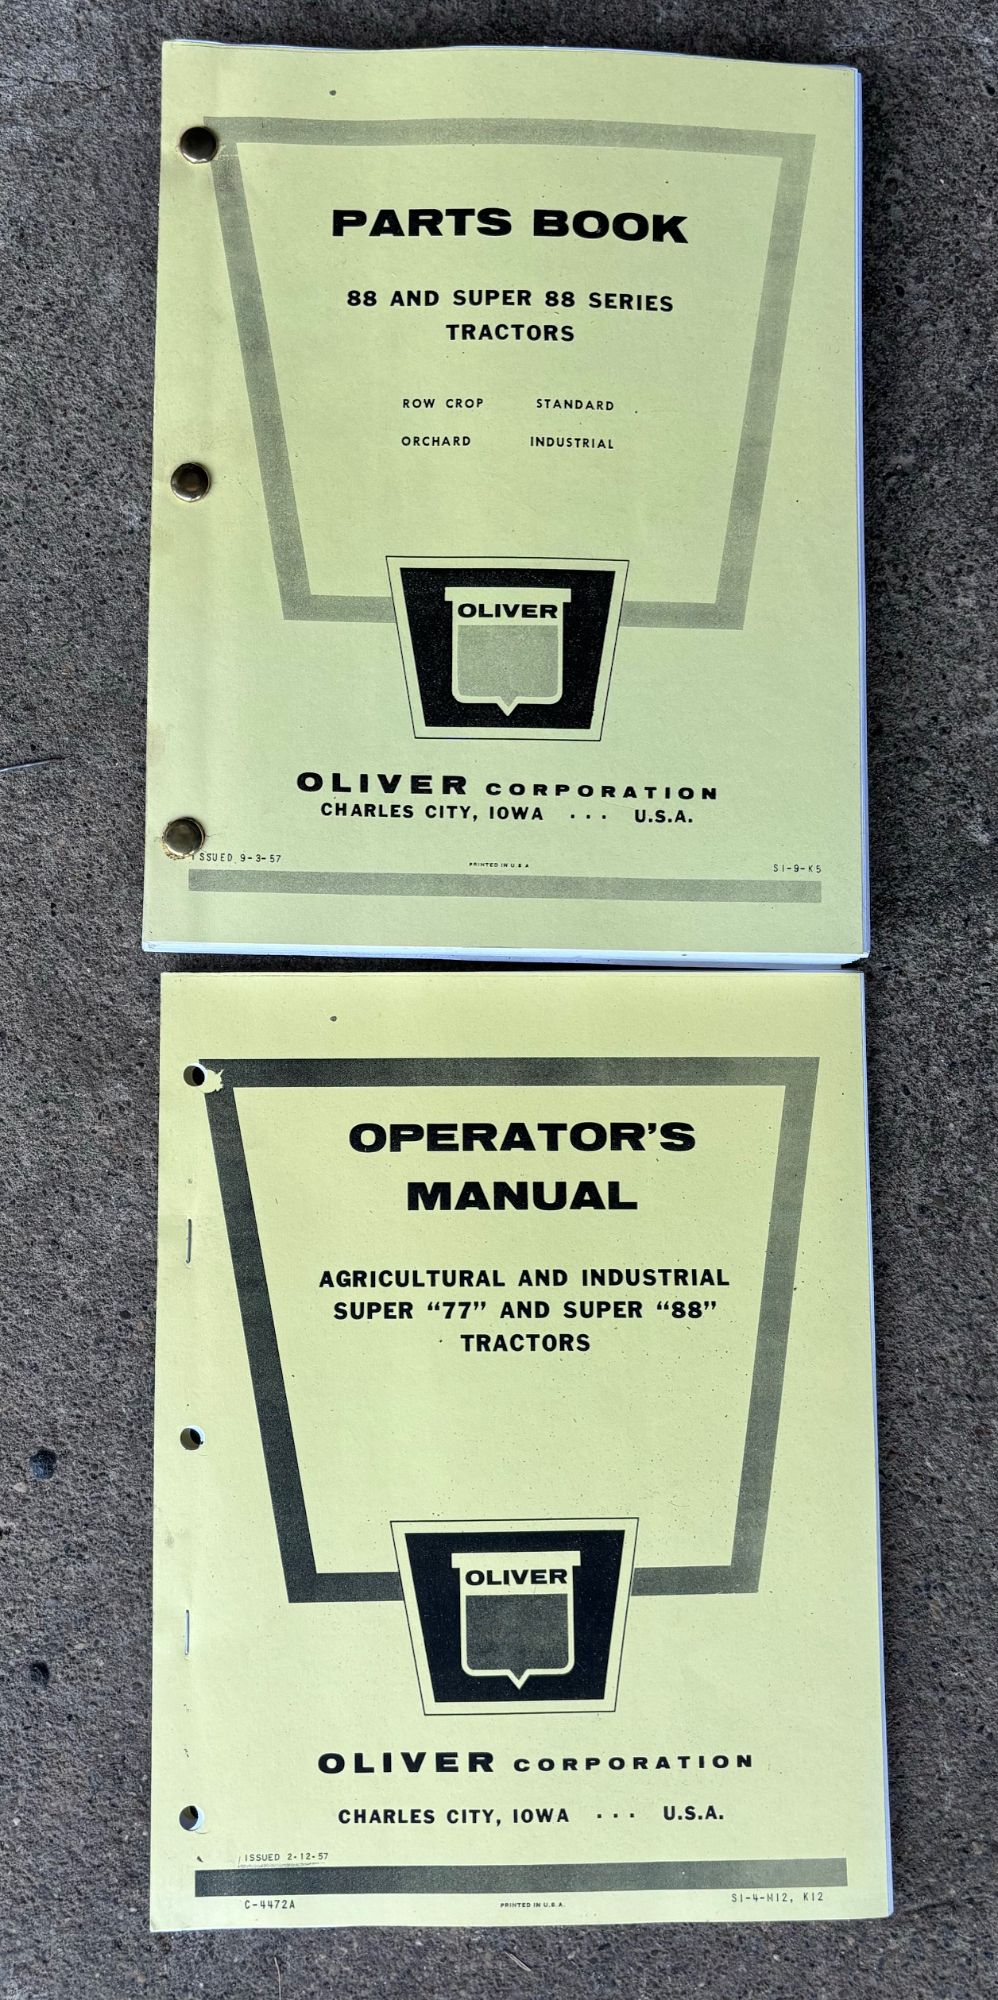 PARTS BOOK
88 AND SUPER 88 SERIES
TRACTORS
ROW CROP STANDARD
ORCHARD INDUSTRIAL
OLIVER
OLIVER CORPORATION
CHARLES CITY, IOWA ... U.S.A.
ISSUED 9-3-57 PRINTED IN U.S.A. S1-9-K5
OPERATOR'S
MANUAL
AGRICULTURAL AND INDUSTRIAL
SUPER “77” AND SUPER “88”
TRACTORS
OLIVER
OLIVER CORPORATION
CHARLES CITY, IOWA ... U.S.A.
ISSUED 2-12-57
C-4472A PRINTED IN U.S.A. S1-4-M12, K12